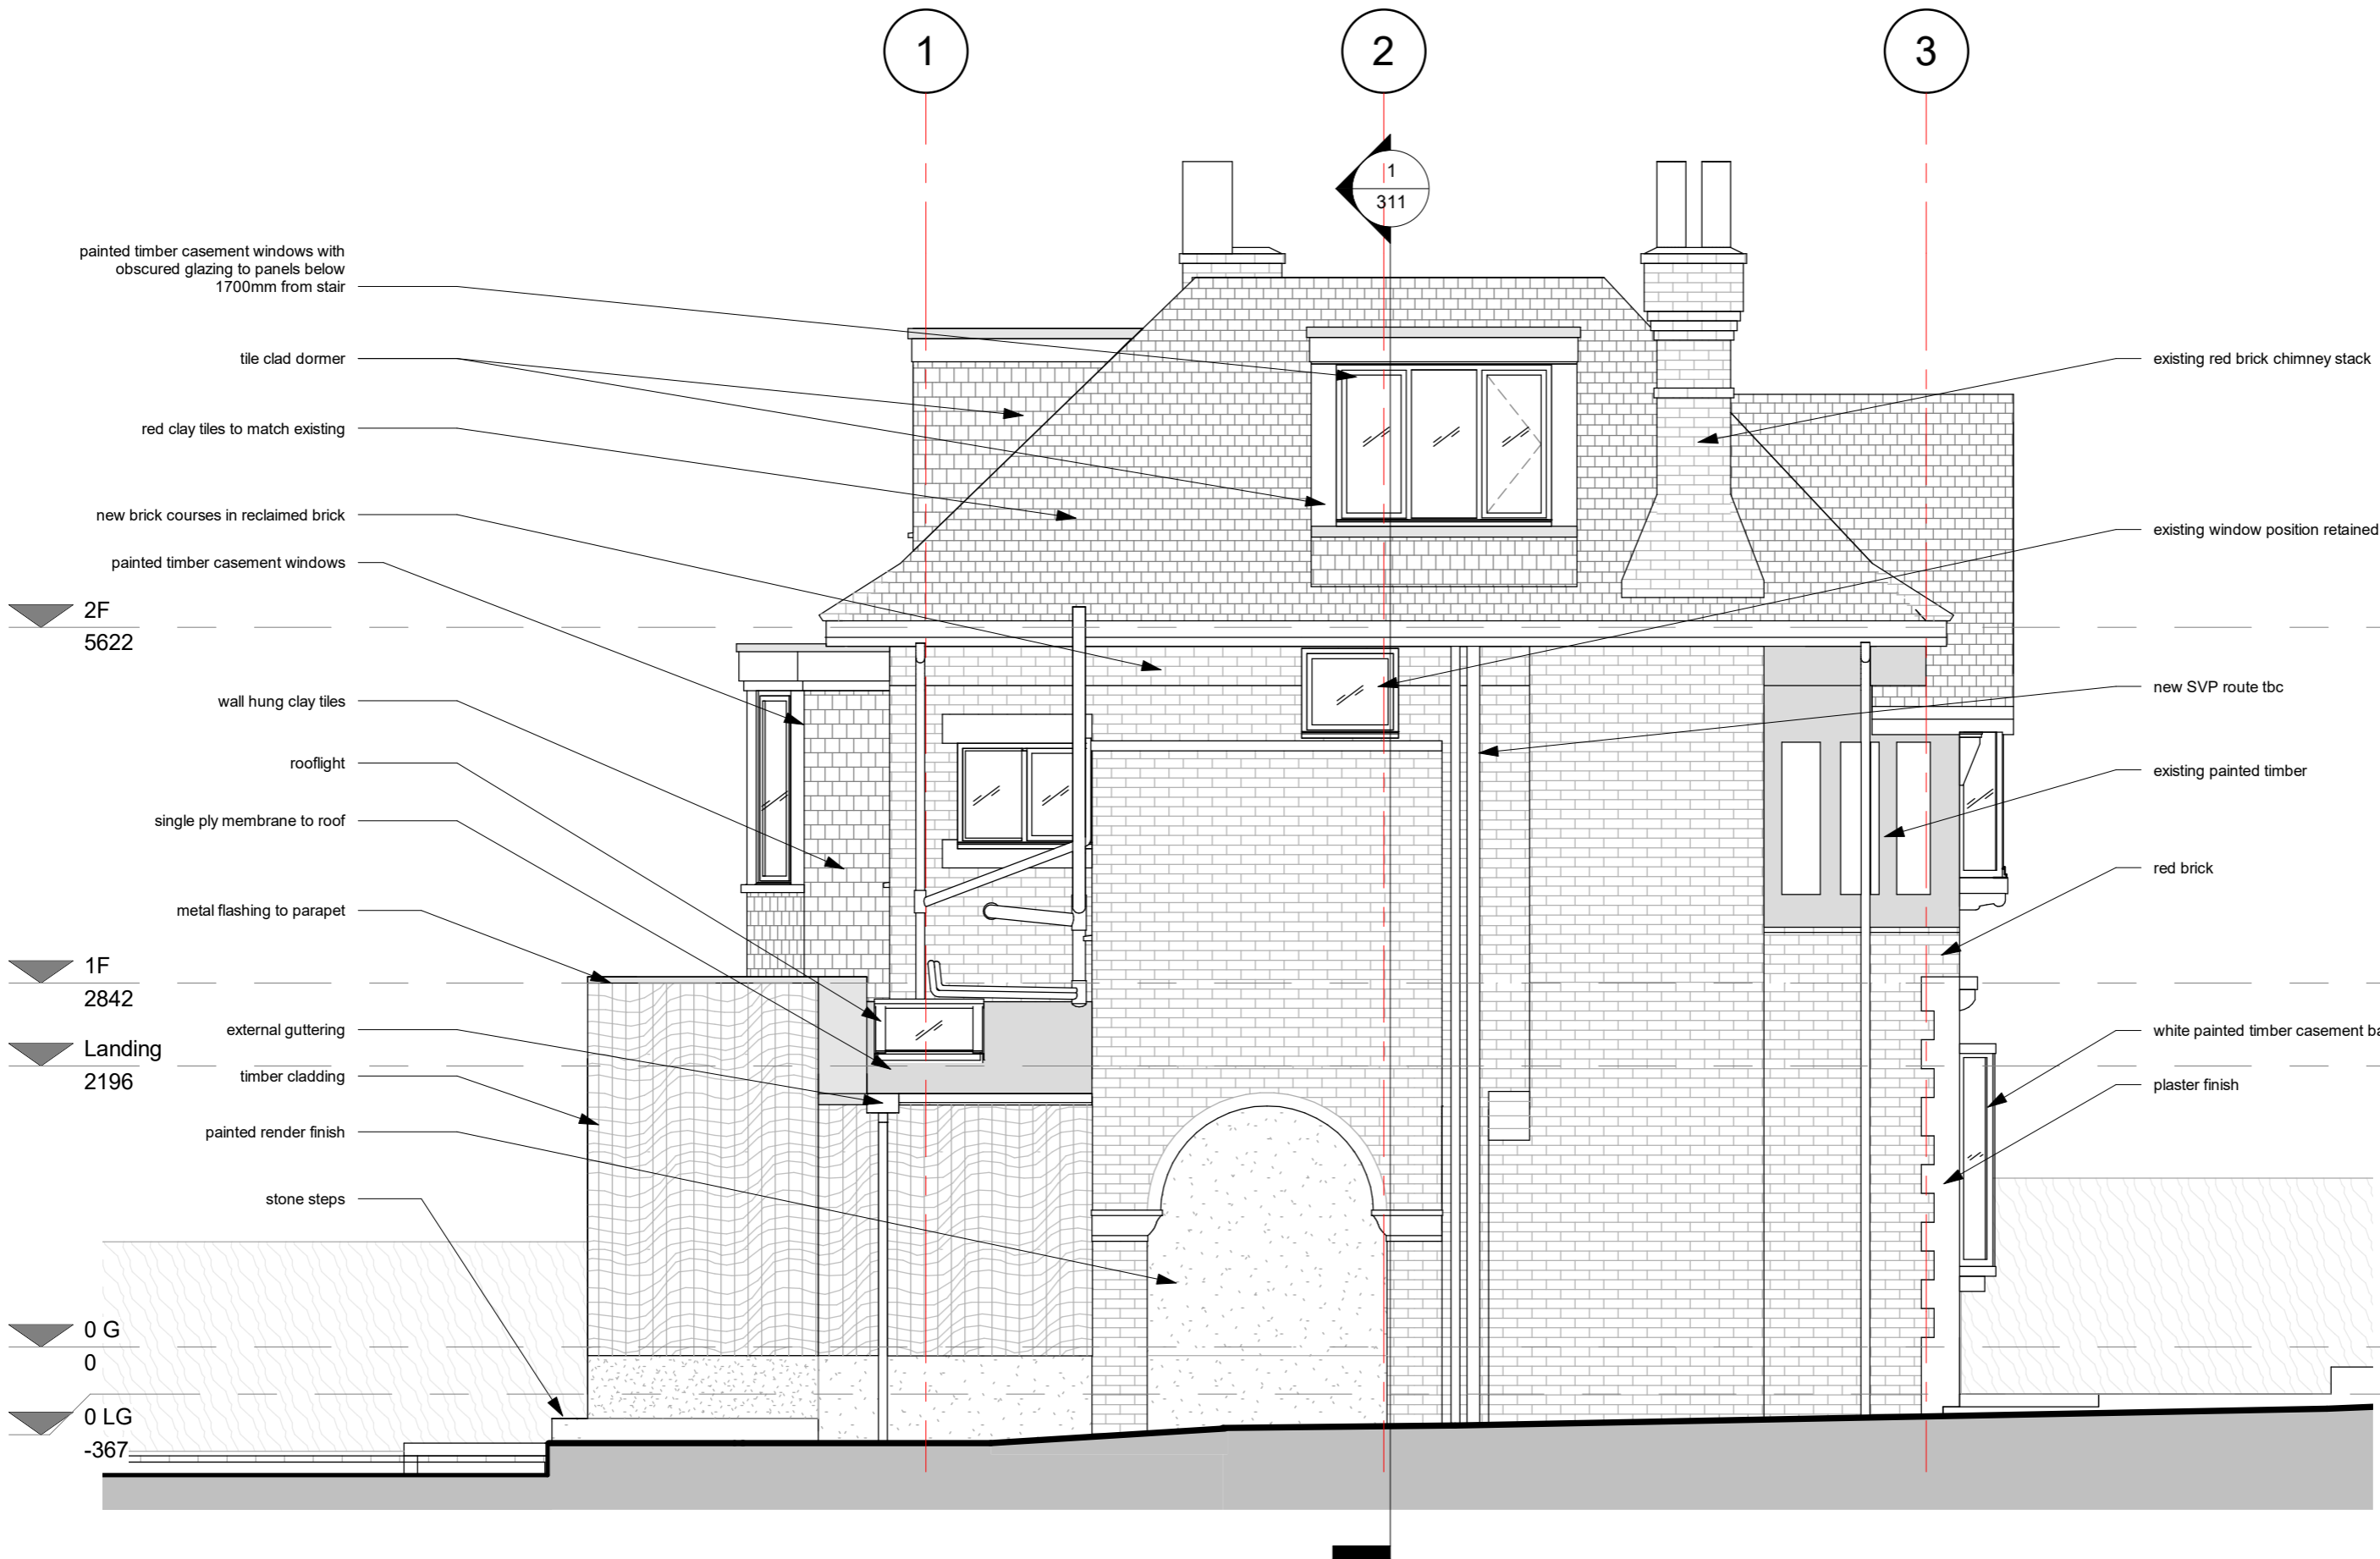 1
2
3
1
311
painted timber casement windows with
obscured glazing to panels below
1700mm from stair
tile clad dormer
red clay tiles to match existing
new brick courses in reclaimed brick
painted timber casement windows
2F
5622
wall hung clay tiles
rooflight
single ply membrane to roof
metal flashing to parapet
1F
2842
external guttering
Landing
2196
timber cladding
painted render finish
stone steps
0 G
0
0 LG
-367
existing red brick chimney stack
existing window position retained
new SVP route tbc
existing painted timber
red brick
white painted timber casement
plaster finish